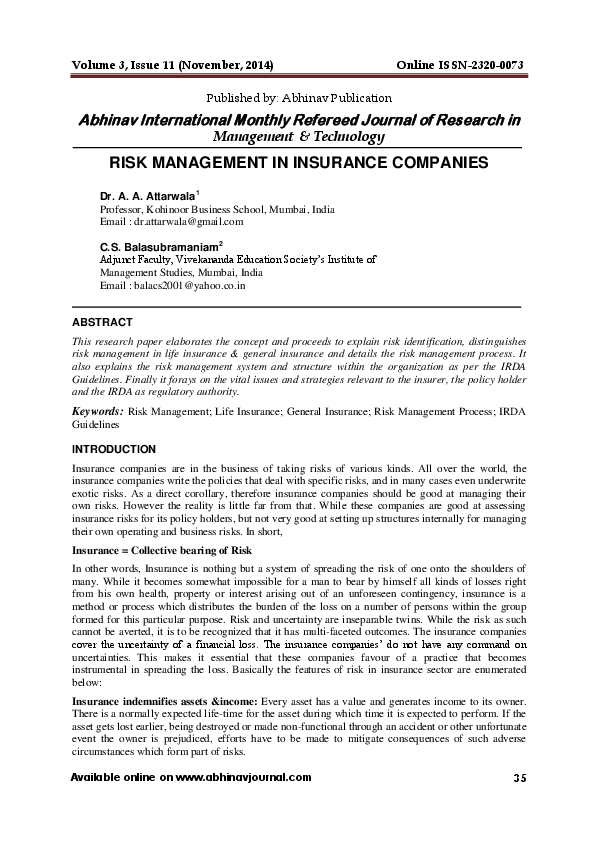 Volume 3, Issue 11 (November, 2014) Online ISSN-2320-0073
Published by: Abhinav Publication
Abhinav International Monthly Refereed Journal of Research in
Management & Technology
RISK MANAGEMENT IN INSURANCE COMPANIES
Dr. A. A. Attarwala1
Professor, Kohinoor Business School, Mumbai, India
Email : dr.attarwala@gmail.com
C.S. Balasubramaniam2
Adjunct Faculty, Vivekananda Education Society's Institute of
Management Studies, Mumbai, India
Email : balacs2001@yahoo.co.in
ABSTRACT
This research paper elaborates the concept and proceeds to explain risk identification, distinguishes
risk management in life insurance & general insurance and details the risk management process. It
also explains the risk management system and structure within the organization as per the IRDA
Guidelines. Finally it forays on the vital issues and strategies relevant to the insurer, the policy holder
and the IRDA as regulatory authority.
Keywords: Risk Management; Life Insurance; General Insurance; Risk Management Process; IRDA
Guidelines
INTRODUCTION
Insurance companies are in the business of taking risks of various kinds. All over the world, the
insurance companies write the policies that deal with specific risks, and in many cases even underwrite
exotic risks. As a direct corollary, therefore insurance companies should be good at managing their
own risks. However the reality is little far from that. While these companies are good at assessing
insurance risks for its policy holders, but not very good at setting up structures internally for managing
their own operating and business risks. In short,
Insurance = Collective bearing of Risk
In other words, Insurance is nothing but a system of spreading the risk of one onto the shoulders of
many. While it becomes somewhat impossible for a man to bear by himself all kinds of losses right
from his own health, property or interest arising out of an unforeseen contingency, insurance is a
method or process which distributes the burden of the loss on a number of persons within the group
formed for this particular purpose. Risk and uncertainty are inseparable twins. While the risk as such
cannot be averted, it is to be recognized that it has multi-faceted outcomes. The insurance companies
cover the uncertainty of a financial loss. The insurance companies' do not have any command on
uncertainties. This makes it essential that these companies favour of a practice that becomes
instrumental in spreading the loss. Basically the features of risk in insurance sector are enumerated
below:
Insurance indemnifies assets &income: Every asset has a value and generates income to its owner.
There is a normally expected life-time for the asset during which time it is expected to perform. If the
asset gets lost earlier, being destroyed or made non-functional through an accident or other unfortunate
event the owner is prejudiced, efforts have to be made to mitigate consequences of such adverse
circumstances which form part of risks.
Available online on www.abhinavjournal.com 35